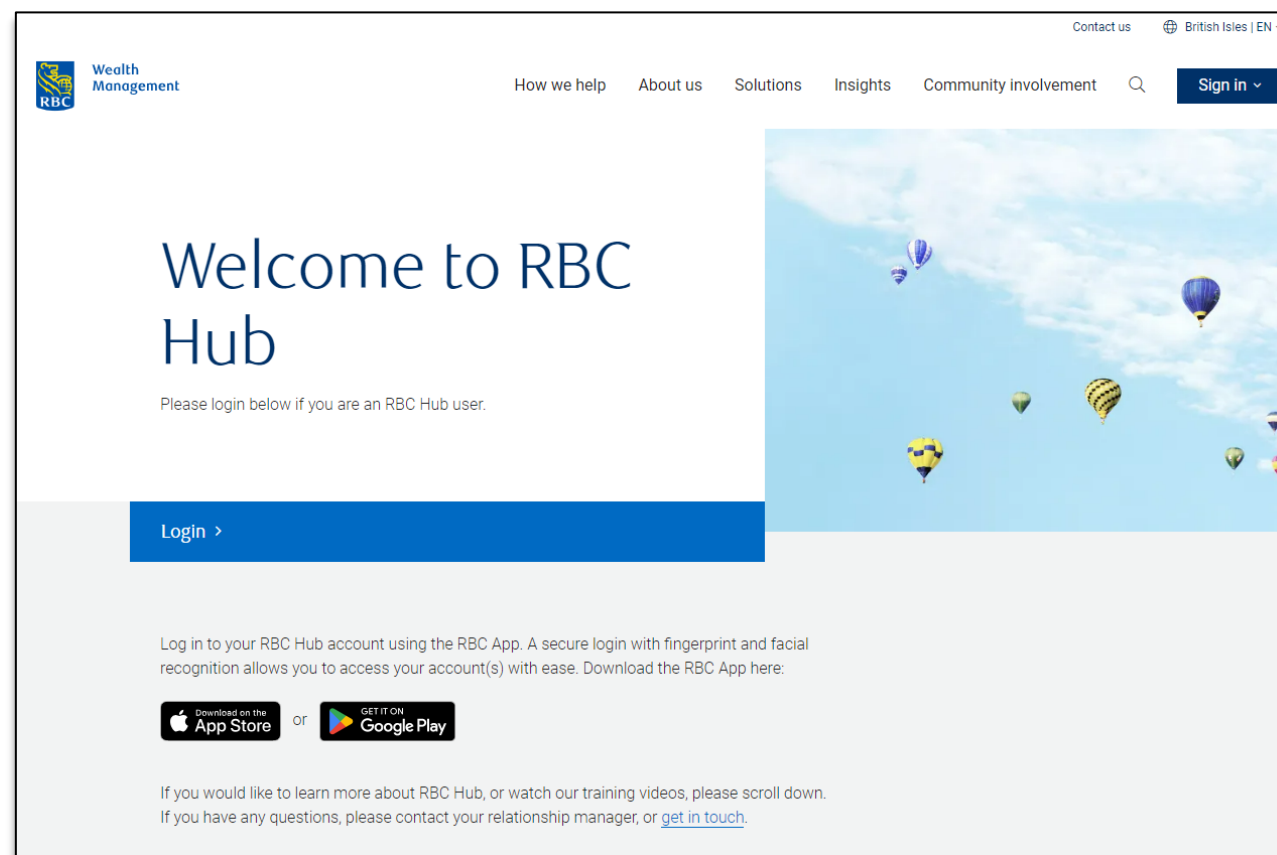 Contact us
British Isles | EN
Wealth
Management
RBC
How we help
About us
Solutions
Insights
Community involvement
Sign in
Welcome to RBC
Hub
Please login below if you are an RBC Hub user.
Login >
Log in to your RBC Hub account using the RBC App. A secure login with fingerprint and facial
recognition allows you to access your account(s) with ease. Download the RBC App here:
Download on the
App Store
or
GET IT ON
Google Play
If you would like to learn more about RBC Hub, or watch our training videos, please scroll down.
If you have any questions, please contact your relationship manager, or get in touch.